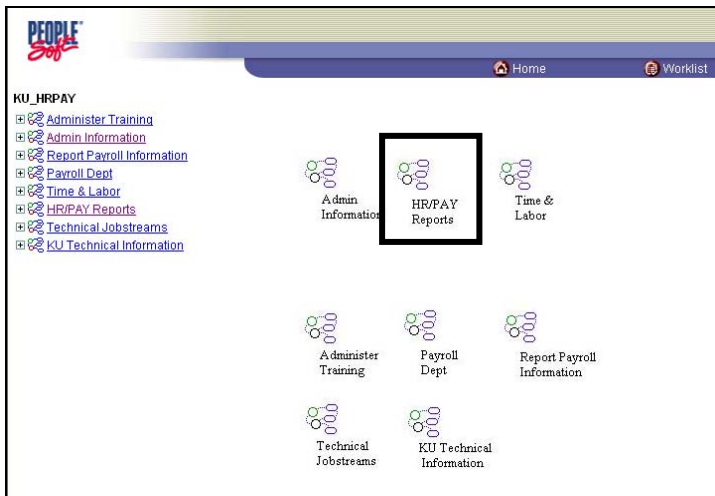 PEOPLE
Soft
Home
Worklist
KU_HRPAY
Administer Training
Admin Information
Report Payroll Information
Payroll Dept
Time & Labor
HR/PAY Reports
Technical Jobstreams
KU Technical Information
Admin
Information
HR/PAY
Reports
Time &
Labor
Administer
Training
Payroll
Dept
Report Payroll
Information
Technical
Jobstreams
KU Technical
Information